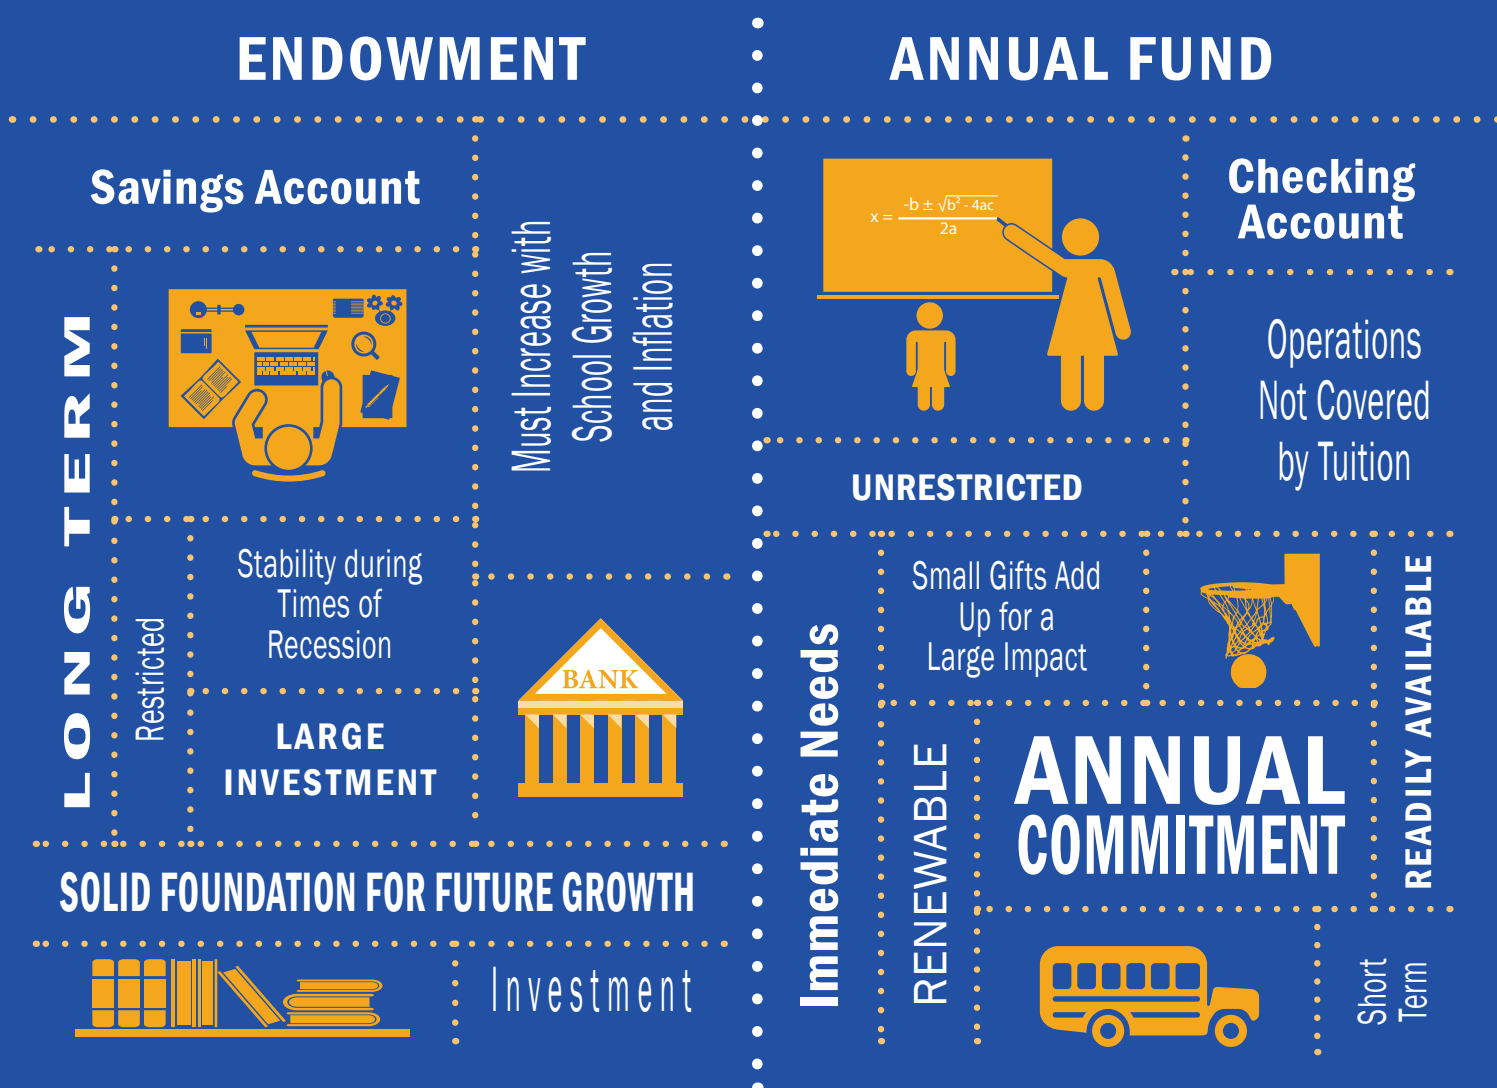 ENDOWMENT
Savings Account
LONG TERM
Must Increase with
School Growth
and Inflation
Restricted
Stability during
Times of
Recession
LARGE
INVESTMENT
BANK
SOLID FOUNDATION FOR FUTURE GROWTH
Investment
ANNUAL FUND
x = -b ± √b² - 4ac
2a
Checking
Account
Operations
Not Covered
by Tuition
UNRESTRICTED
Immediate Needs
Small Gifts Add
Up for a
Large Impact
READILY AVAILABLE
RENEWABLE
ANNUAL
COMMITMENT
Short
Term